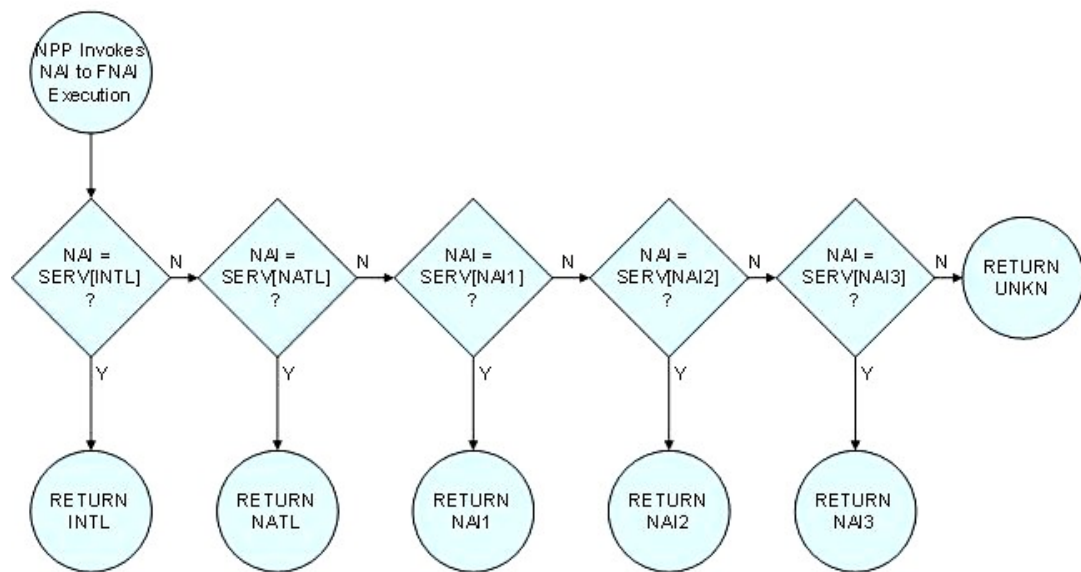 NPP Invokes
NAI to FNAI
Execution
NAI =
SERV[INTL]
?
N
Y
NAI =
SERV[NATL]
?
N
Y
NAI =
SERV[NAI1]
?
N
Y
NAI =
SERV[NAI2]
?
N
Y
NAI =
SERV[NAI3]
?
N
Y
RETURN
UNKN
RETURN
INTL
RETURN
NATL
RETURN
NAI1
RETURN
NAI2
RETURN
NAI3